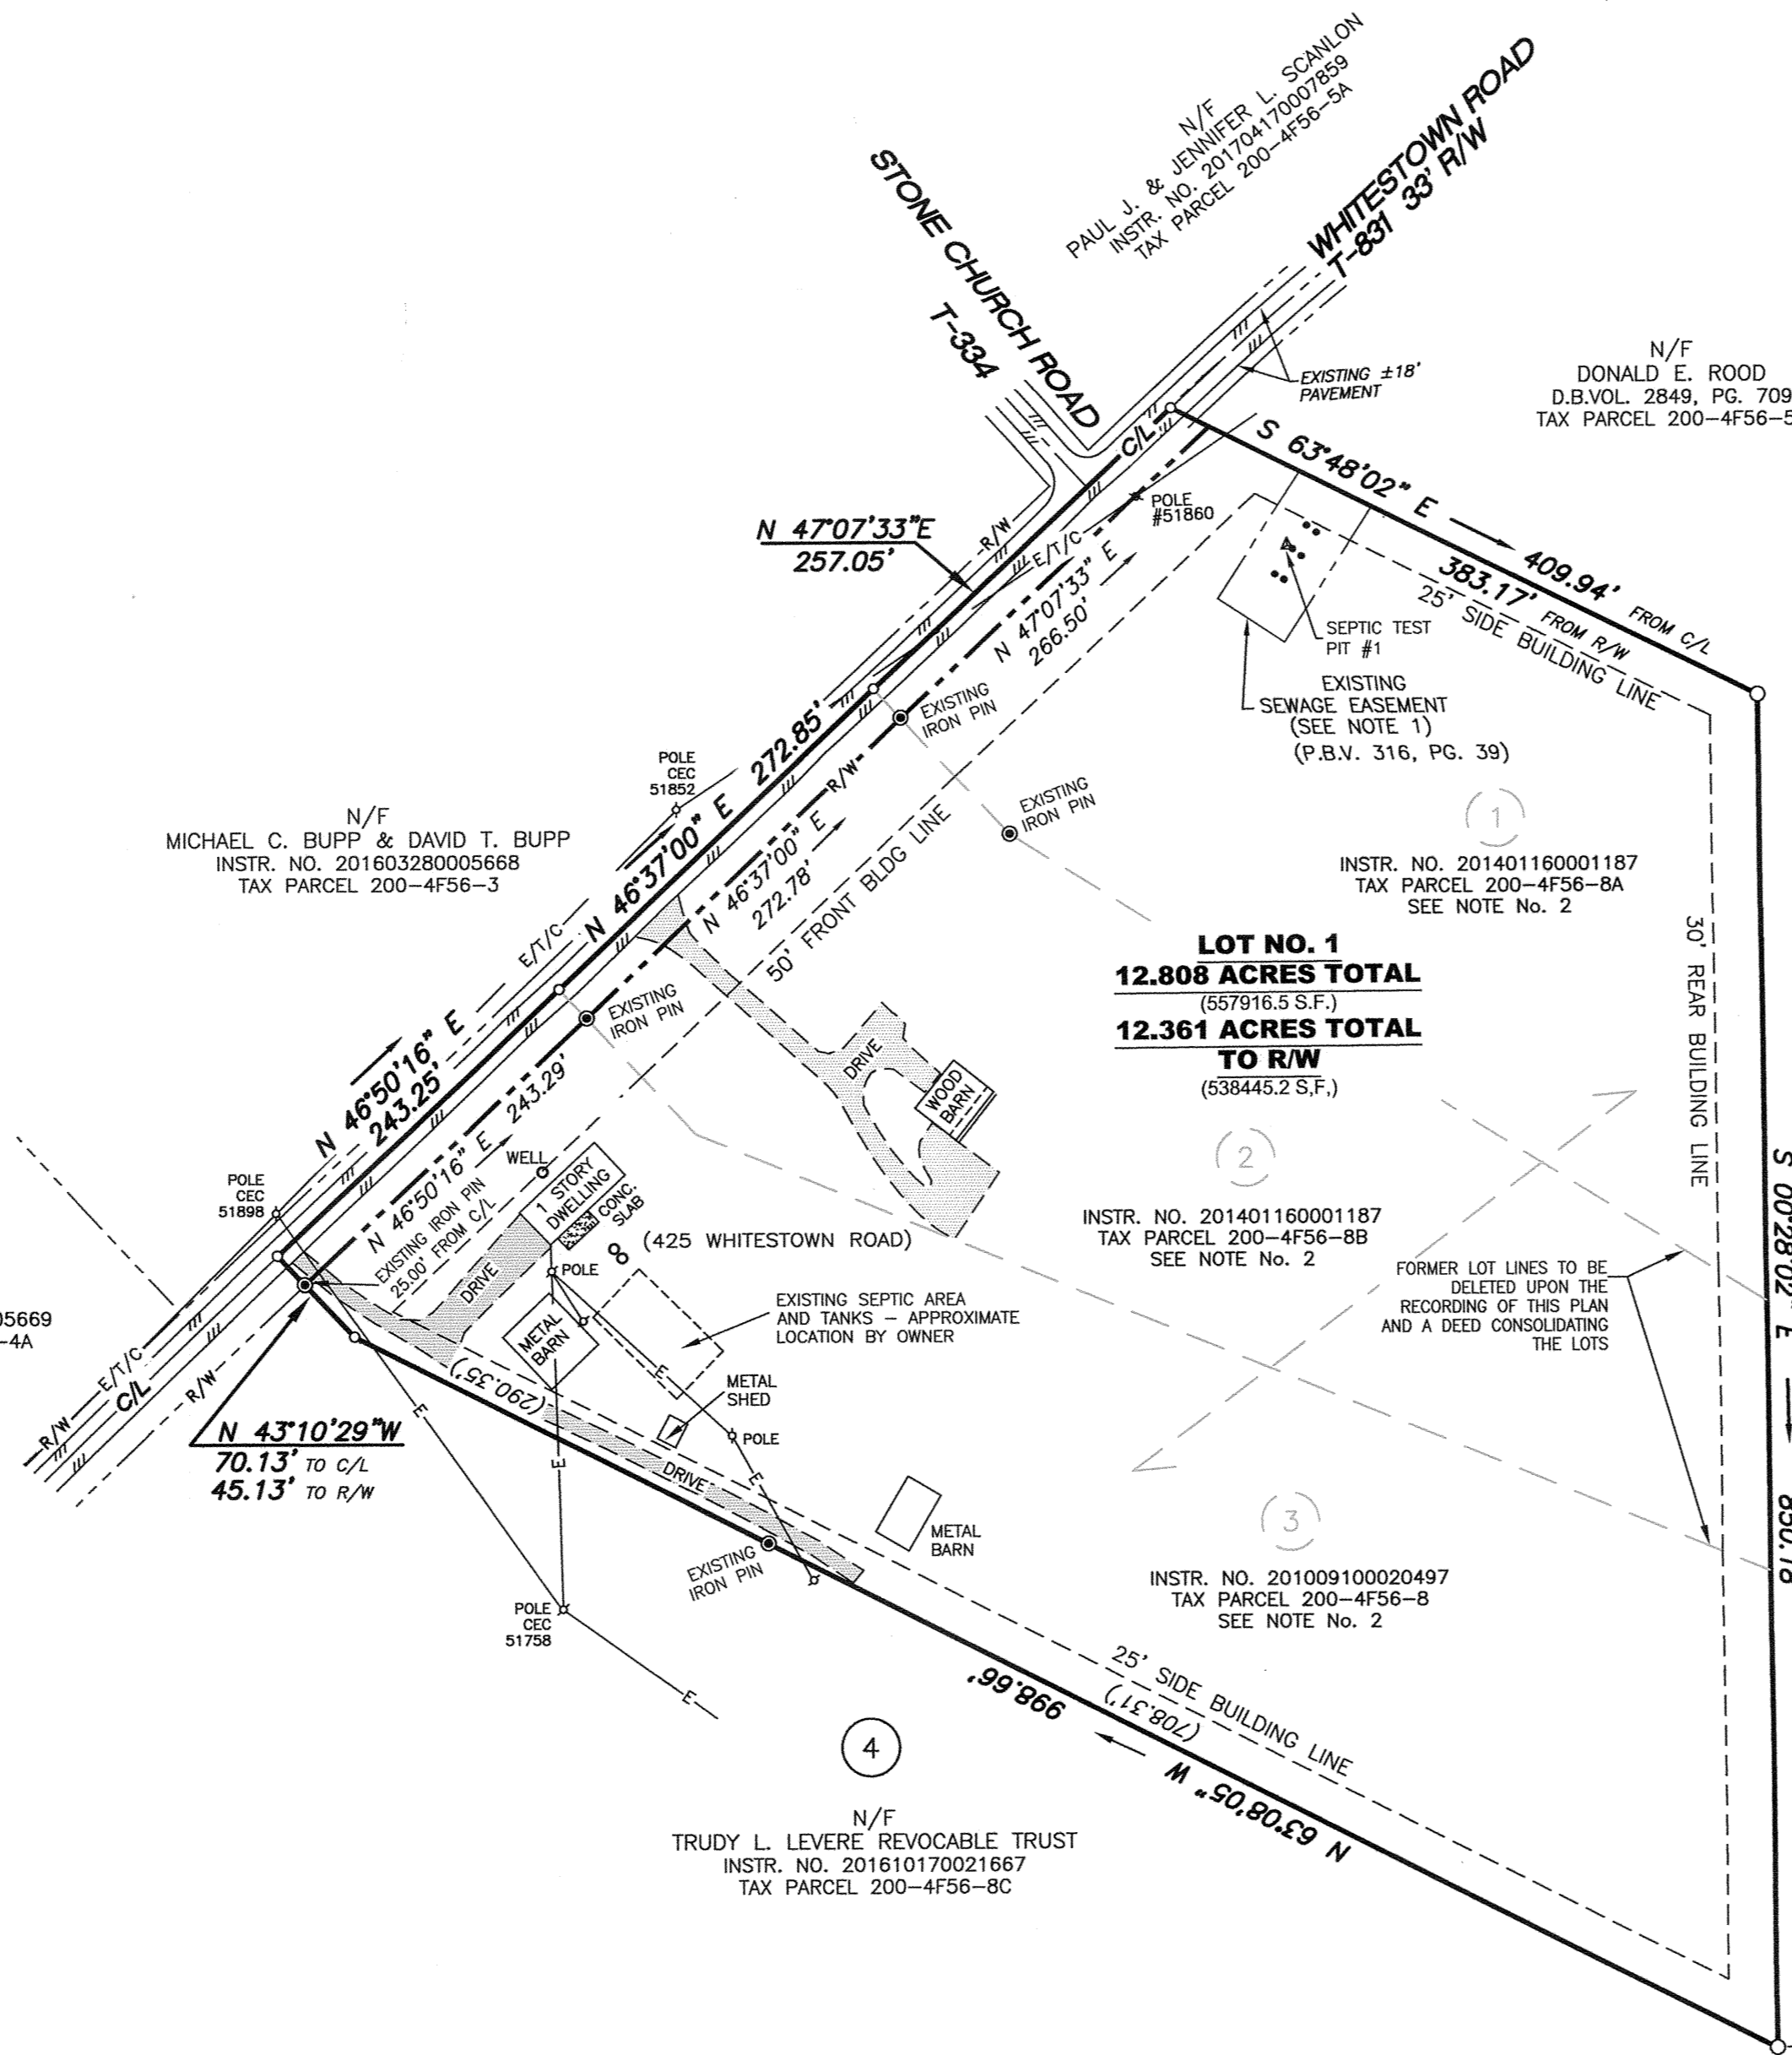 N/F
PAUL J. & JENNIFER L. SCANLON
INSTR. NO. 201704170007859
TAX PARCEL 200-4F56-5A
WHITESTOWN ROAD
T-831 33' R/W
STONE CHURCH ROAD
T-334
EXISTING ±18'
PAVEMENT
N/F
DONALD E. ROOD
D.B.VOL. 2849, PG. 709
TAX PARCEL 200-4F56-5
S 63°48'02" E
409.94' FROM C/L
383.17' FROM R/W
25' SIDE BUILDING LINE
C/L
POLE
#51860
N 47°07'33"E
257.05'
R/W
E/T/C
N 47°07'33" E
266.50'
SEPTIC TEST
PIT #1
EXISTING
SEWAGE EASEMENT
(SEE NOTE 1)
(P.B.V. 316, PG. 39)
EXISTING
IRON PIN
EXISTING
IRON PIN
POLE
CEC
51852
N 46°37'00" E 272.85'
R/W
N 46°37'00" E
272.78'
50' FRONT BLDG LINE
N/F
MICHAEL C. BUPP & DAVID T. BUPP
INSTR. NO. 201603280005668
TAX PARCEL 200-4F56-3
1
INSTR. NO. 201401160001187
TAX PARCEL 200-4F56-8A
SEE NOTE No. 2
LOT NO. 1
12.808 ACRES TOTAL
(557916.5 S.F.)
12.361 ACRES TOTAL
TO R/W
(538445.2 S,F,)
30' REAR BUILDING LINE
E/T/C
EXISTING
IRON PIN
DRIVE
WOOD
BARN
N 46°50'16" E
243.25'
N 46°50'16" E 243.29'
EXISTING IRON PIN
25.00' FROM C/L
WELL
1 STORY
DWELLING
CONC.
SLAB
POLE
CEC
51898
8
(425 WHITESTOWN ROAD)
2
INSTR. NO. 201401160001187
TAX PARCEL 200-4F56-8B
SEE NOTE No. 2
S 00°28'02" E
850.18
FORMER LOT LINES TO BE
DELETED UPON THE
RECORDING OF THIS PLAN
AND A DEED CONSOLIDATING
THE LOTS
DRIVE
POLE
METAL
BARN
EXISTING SEPTIC AREA
AND TANKS – APPROXIMATE
LOCATION BY OWNER
05669
-4A
E/T/C
C/L
R/W
R/W
N 43°10'29"W
70.13' TO C/L
45.13' TO R/W
(290.35')
E
E
E
E
METAL
SHED
POLE
DRIVE
METAL
BARN
EXISTING
IRON PIN
3
INSTR. NO. 201009100020497
TAX PARCEL 200-4F56-8
SEE NOTE No. 2
POLE
CEC
51758
E
25' SIDE BUILDING LINE
(708.31')
998.66'
N 63°08'05" W
4
N/F
TRUDY L. LEVERE REVOCABLE TRUST
INSTR. NO. 201610170021667
TAX PARCEL 200-4F56-8C